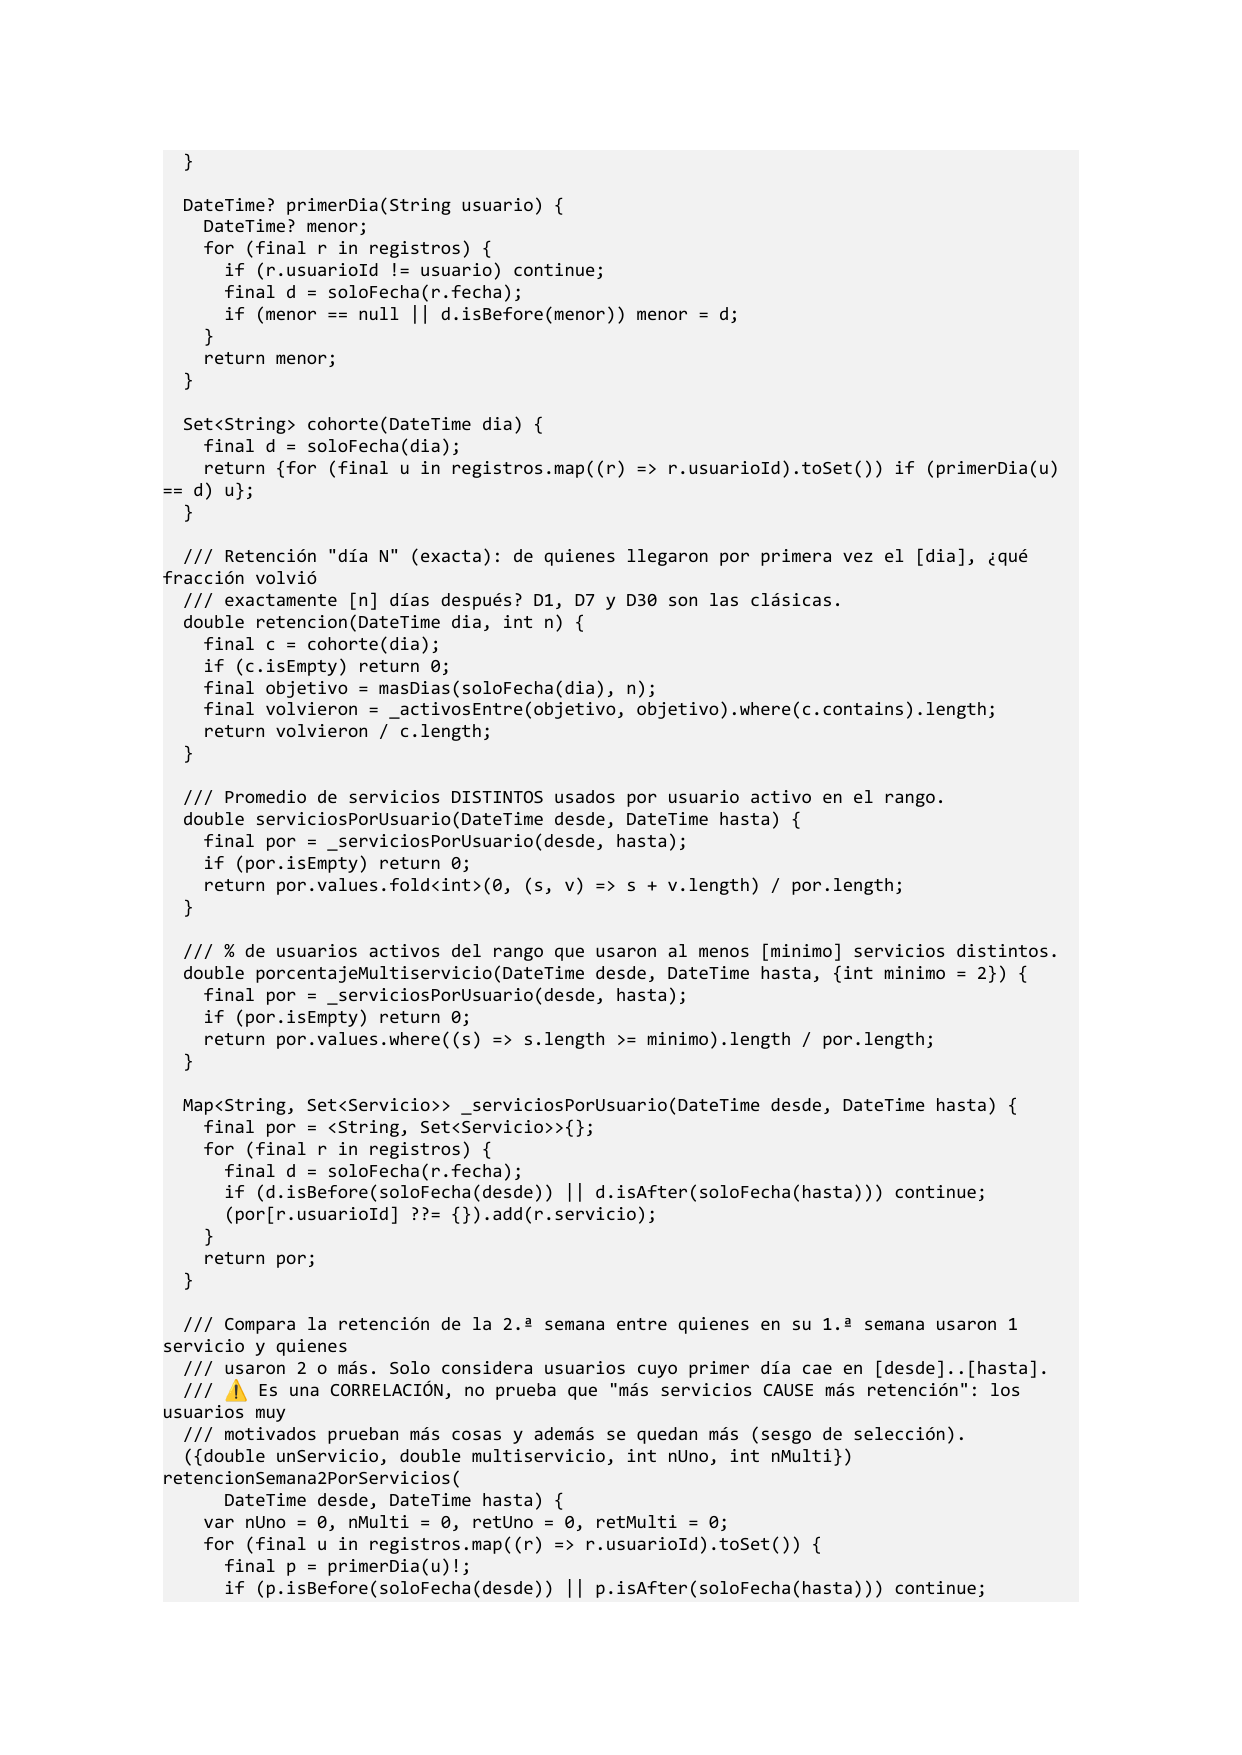 }

  DateTime? primerDia(String usuario) {
    DateTime? menor;
    for (final r in registros) {
      if (r.usuarioId != usuario) continue;
      final d = soloFecha(r.fecha);
      if (menor == null || d.isBefore(menor)) menor = d;
    }
    return menor;
  }

  Set<String> cohorte(DateTime dia) {
    final d = soloFecha(dia);
    return {for (final u in registros.map((r) => r.usuarioId).toSet()) if (primerDia(u)
== d) u};
  }

  /// Retención "día N" (exacta): de quienes llegaron por primera vez el [dia], ¿qué
fracción volvió
  /// exactamente [n] días después? D1, D7 y D30 son las clásicas.
  double retencion(DateTime dia, int n) {
    final c = cohorte(dia);
    if (c.isEmpty) return 0;
    final objetivo = masDias(soloFecha(dia), n);
    final volvieron = _activosEntre(objetivo, objetivo).where(c.contains).length;
    return volvieron / c.length;
  }

  /// Promedio de servicios DISTINTOS usados por usuario activo en el rango.
  double serviciosPorUsuario(DateTime desde, DateTime hasta) {
    final por = _serviciosPorUsuario(desde, hasta);
    if (por.isEmpty) return 0;
    return por.values.fold<int>(0, (s, v) => s + v.length) / por.length;
  }

  /// % de usuarios activos del rango que usaron al menos [minimo] servicios distintos.
  double porcentajeMultiservicio(DateTime desde, DateTime hasta, {int minimo = 2}) {
    final por = _serviciosPorUsuario(desde, hasta);
    if (por.isEmpty) return 0;
    return por.values.where((s) => s.length >= minimo).length / por.length;
  }

  Map<String, Set<Servicio>> _serviciosPorUsuario(DateTime desde, DateTime hasta) {
    final por = <String, Set<Servicio>>{};
    for (final r in registros) {
      final d = soloFecha(r.fecha);
      if (d.isBefore(soloFecha(desde)) || d.isAfter(soloFecha(hasta))) continue;
      (por[r.usuarioId] ??= {}).add(r.servicio);
    }
    return por;
  }

  /// Compara la retención de la 2.ª semana entre quienes en su 1.ª semana usaron 1
servicio y quienes
  /// usaron 2 o más. Solo considera usuarios cuyo primer día cae en [desde]..[hasta].
  /// ⚠️ Es una CORRELACIÓN, no prueba que "más servicios CAUSE más retención": los
usuarios muy
  /// motivados prueban más cosas y además se quedan más (sesgo de selección).
  ({double unServicio, double multiservicio, int nUno, int nMulti})
retencionSemana2PorServicios(
      DateTime desde, DateTime hasta) {
    var nUno = 0, nMulti = 0, retUno = 0, retMulti = 0;
    for (final u in registros.map((r) => r.usuarioId).toSet()) {
      final p = primerDia(u)!;
      if (p.isBefore(soloFecha(desde)) || p.isAfter(soloFecha(hasta))) continue;